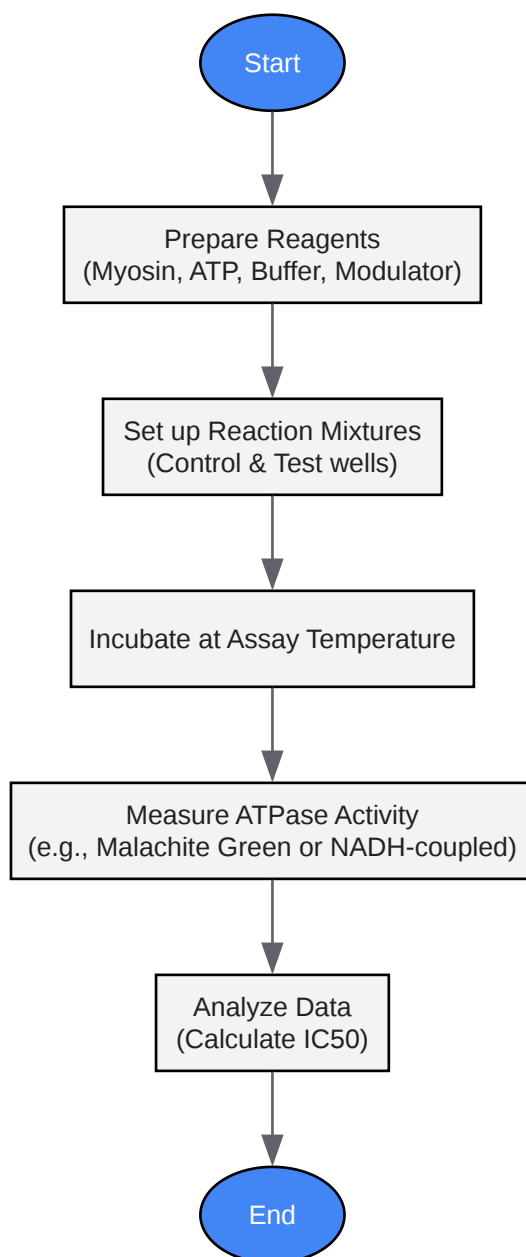 Start
Prepare Reagents
(Myosin, ATP, Buffer, Modulator)
Set up Reaction Mixtures
(Control & Test wells)
Incubate at Assay Temperature
Measure ATPase Activity
(e.g., Malachite Green or NADH-coupled)
Analyze Data
(Calculate IC50)
End